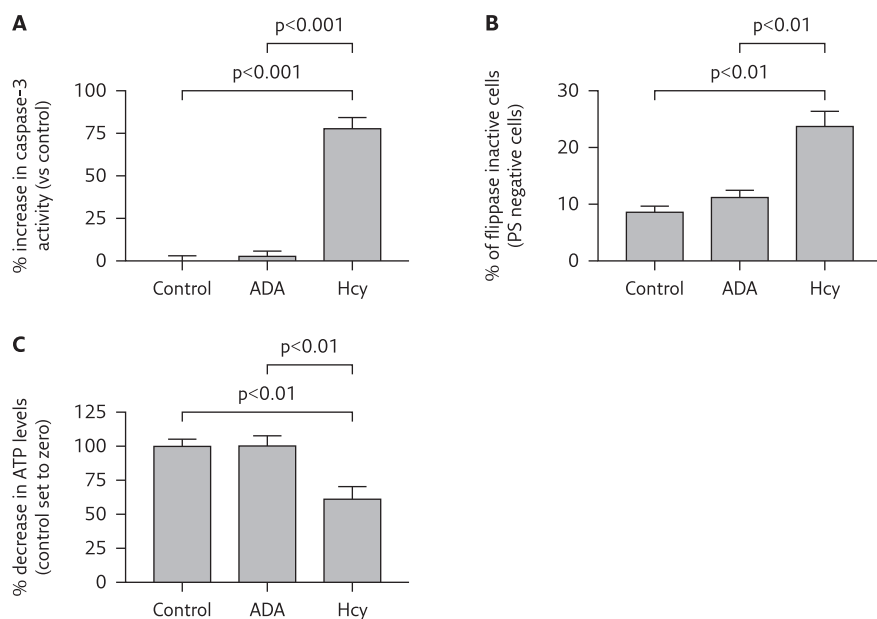 A
p<0.001
p<0.001
% increase in caspase-3
activity (vs control)
100
75
50
25
0
Control ADA Hcy
B
p<0.01
p<0.01
% of flippase inactive cells
(PS negative cells)
30
20
10
0
Control ADA Hcy
C
p<0.01
p<0.01
% decrease in ATP levels
(control set to zero)
125
100
75
50
25
0
Control ADA Hcy